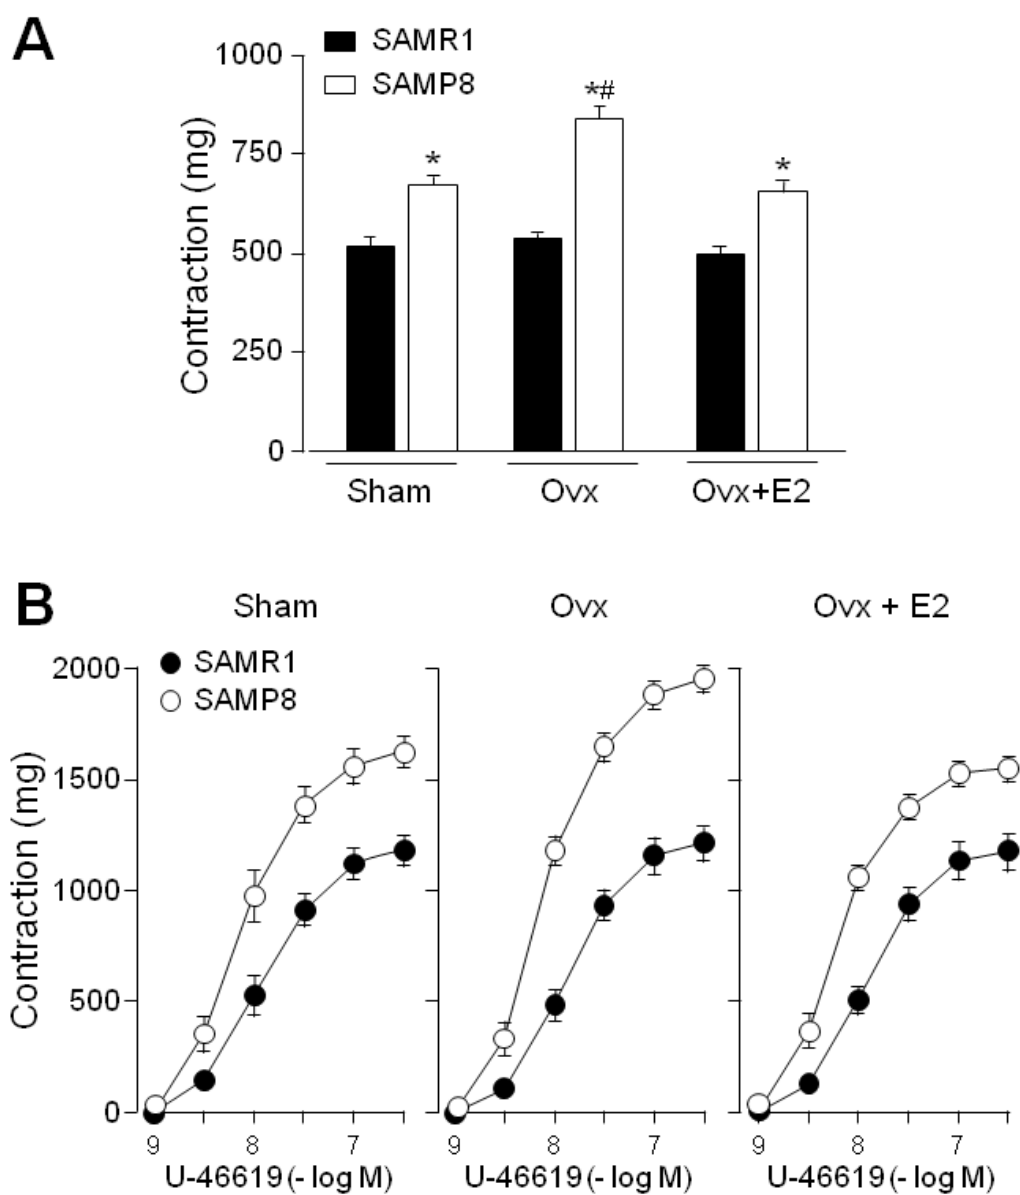 A
SAMR1
SAMP8
Contraction (mg)
1000
750
500
250
0
*
*#
*
Sham
Ovx
Ovx+E2
B
Sham
Ovx
Ovx + E2
SAMR1
SAMP8
Contraction (mg)
2000
1500
1000
500
0
9 8 7
9 8 7
9 8 7
U-46619 (- log M)
U-46619 (- log M)
U-46619 (- log M)